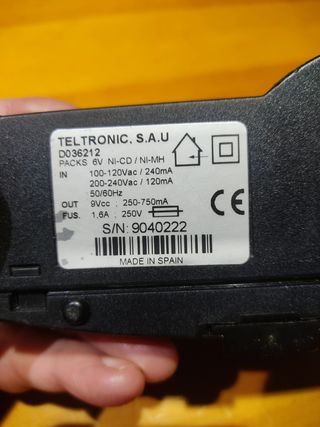 TELTRONIC. S.A.U
D036212
PACKS 6V NI-CD / NI-MH
IN 100-120Vac / 240mA
200-240Vac / 120mA
50/60Hz
OUT 9Vcc : 250-750mA
FUS. 1.6A : 250V
CE
S/N: 9040222
MADE IN SPAIN